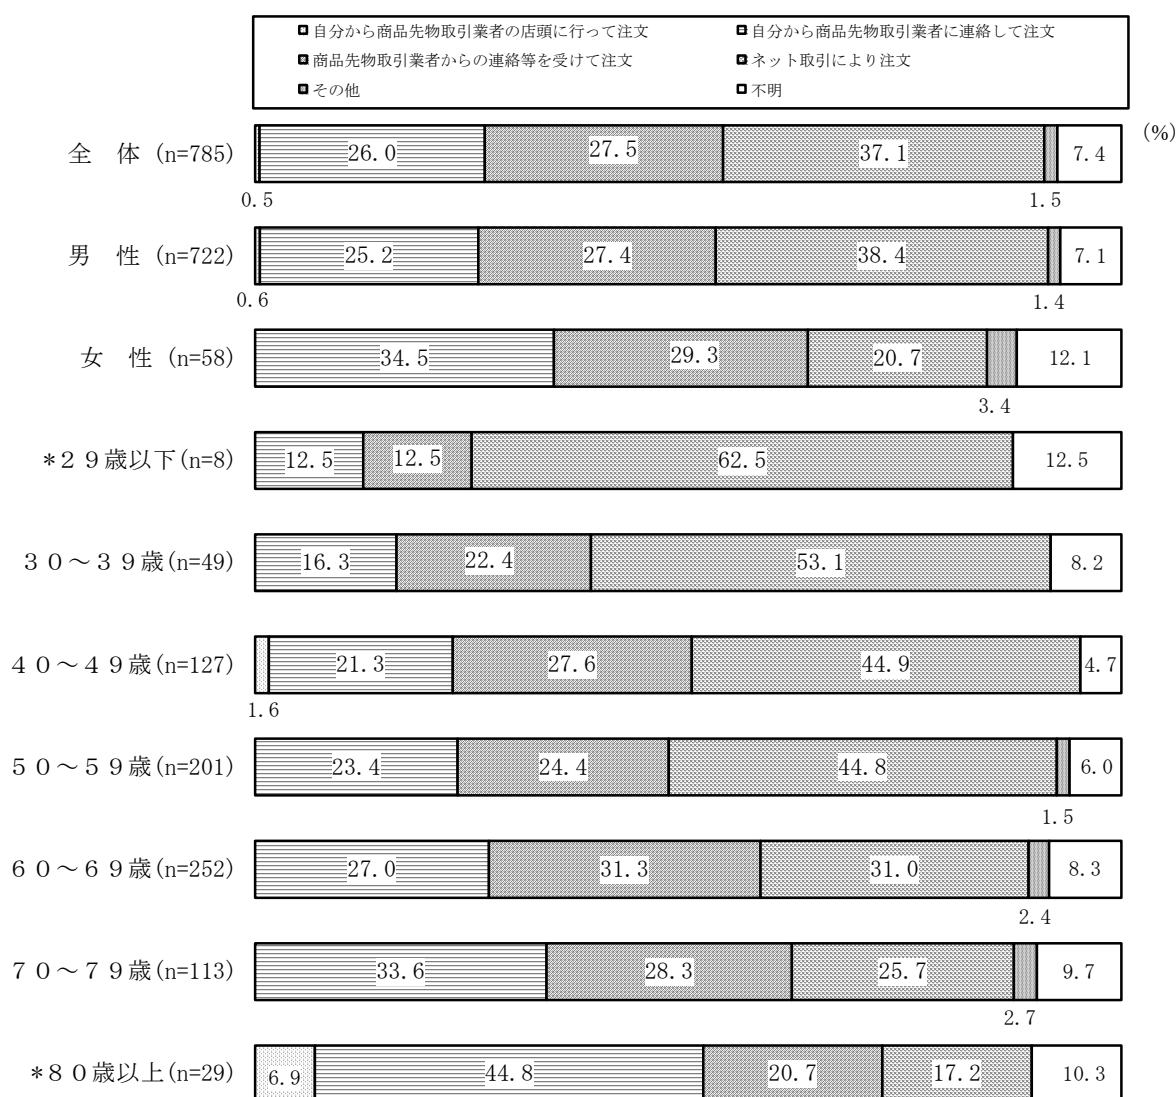 自分から商品先物取引業者の店頭に行って注文 自分から商品先物取引業者に連絡して注文
商品先物取引業者からの連絡等を受けて注文 ネット取引により注文
その他 不明
(%)
全 体 (n=785) 26.0 27.5 37.1 7.4
0.5 1.5
男 性 (n=722) 25.2 27.4 38.4 7.1
0.6 1.4
女 性 (n=58) 34.5 29.3 20.7 12.1
3.4
*29歳以下(n=8) 12.5 12.5 62.5 12.5
30~39歳(n=49) 16.3 22.4 53.1 8.2
40~49歳(n=127) 21.3 27.6 44.9 4.7
1.6
50~59歳(n=201) 23.4 24.4 44.8 6.0
1.5
60~69歳(n=252) 27.0 31.3 31.0 8.3
2.4
70~79歳(n=113) 33.6 28.3 25.7 9.7
2.7
*80歳以上(n=29) 6.9 44.8 20.7 17.2 10.3